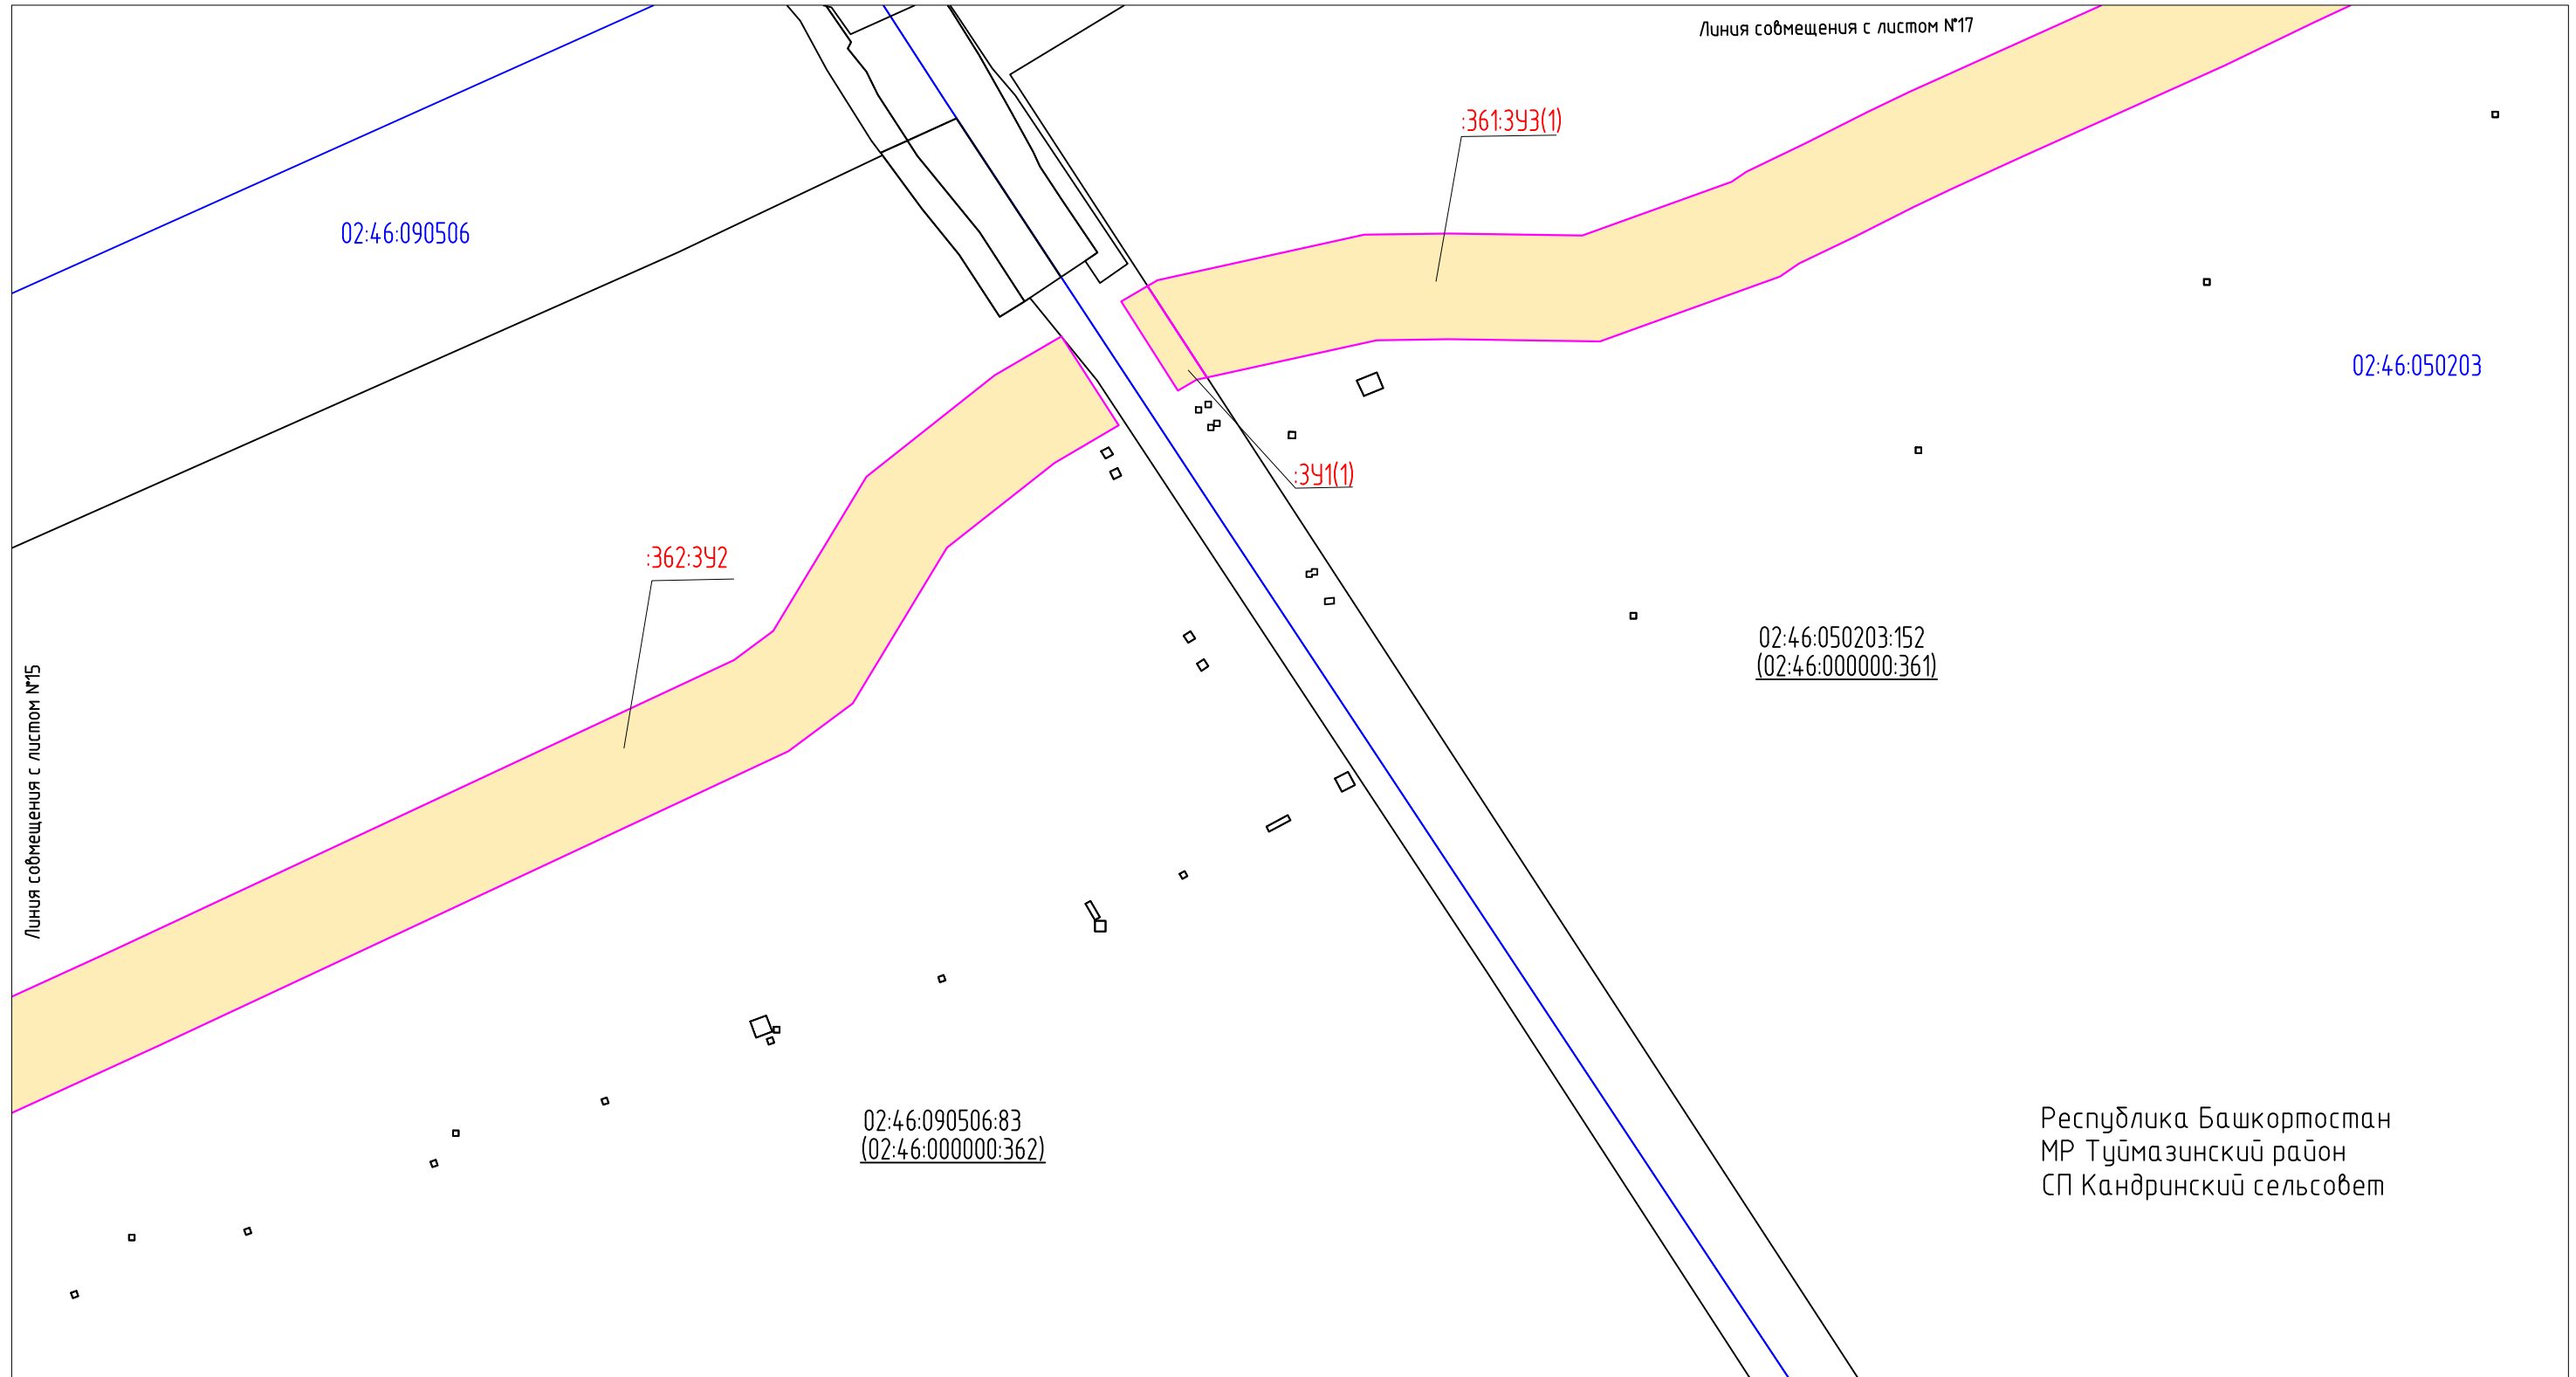 Линия совмещения с листом №17
:361:ЗУ3(1)
02:46:090506
02:46:050203
:ЗУ1(1)
:362:ЗУ2
02:46:050203:152
(02:46:000000:361)
Линия совмещения с листом №15
02:46:090506:83
(02:46:000000:362)
Республика Башкортостан
МР Туймазинский район
СП Кандринский сельсовет